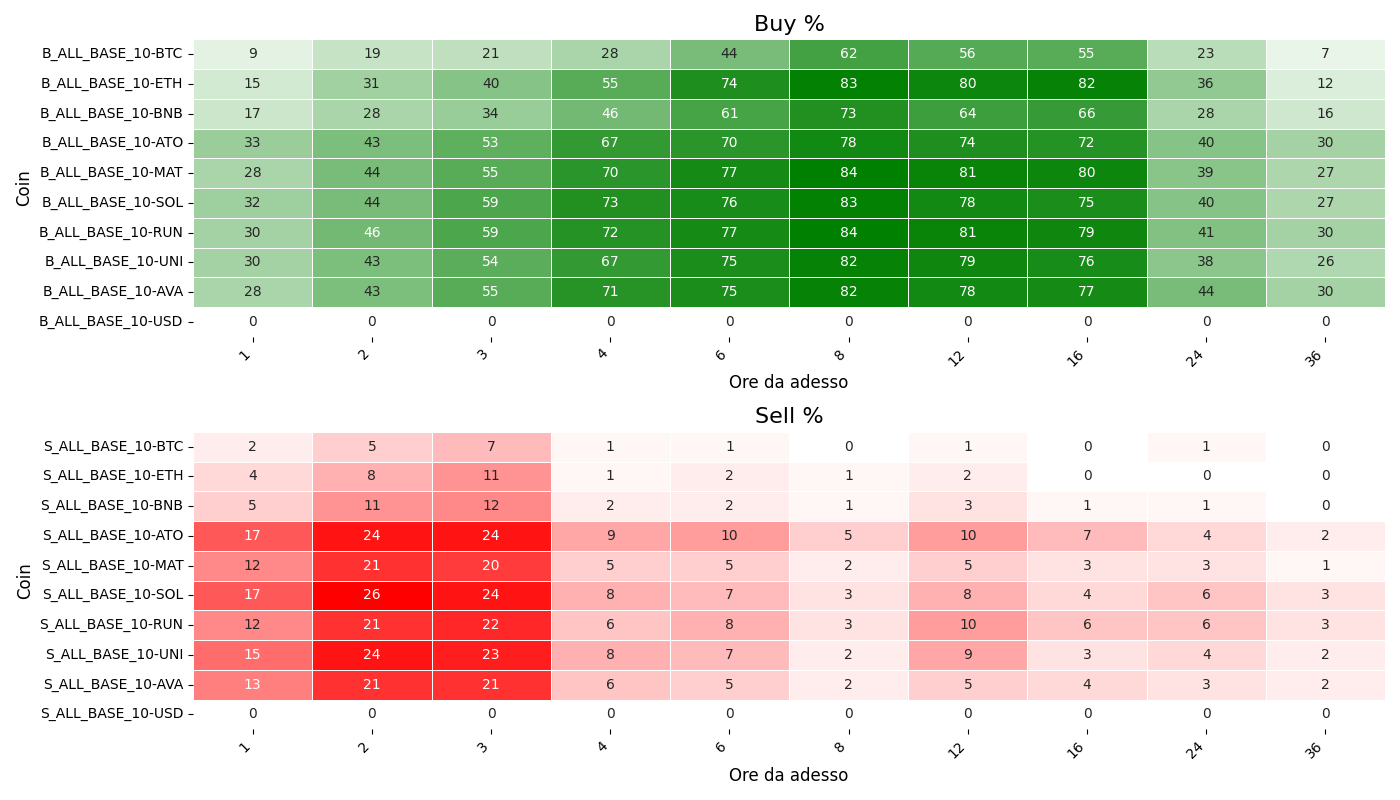 Buy %
Coin
B_ALL_BASE_10-BTC 9 19 21 28 44 62 56 55 23 7
B_ALL_BASE_10-ETH 15 31 40 55 74 83 80 82 36 12
B_ALL_BASE_10-BNB 17 28 34 46 61 73 64 66 28 16
B_ALL_BASE_10-ATO 33 43 53 67 70 78 74 72 40 30
B_ALL_BASE_10-MAT 28 44 55 70 77 84 81 80 39 27
B_ALL_BASE_10-SOL 32 44 59 73 76 83 78 75 40 27
B_ALL_BASE_10-RUN 30 46 59 72 77 84 81 79 41 30
B_ALL_BASE_10-UNI 30 43 54 67 75 82 79 76 38 26
B_ALL_BASE_10-AVA 28 43 55 71 75 82 78 77 44 30
B_ALL_BASE_10-USD 0 0 0 0 0 0 0 0 0 0
1 2 3 4 6 8 12 16 24 36
Ore da adesso
Sell %
Coin
S_ALL_BASE_10-BTC 2 5 7 1 1 0 1 0 1 0
S_ALL_BASE_10-ETH 4 8 11 1 2 1 2 0 0 0
S_ALL_BASE_10-BNB 5 11 12 2 2 1 3 1 1 0
S_ALL_BASE_10-ATO 17 24 24 9 10 5 10 7 4 2
S_ALL_BASE_10-MAT 12 21 20 5 5 2 5 3 3 1
S_ALL_BASE_10-SOL 17 26 24 8 7 3 8 4 6 3
S_ALL_BASE_10-RUN 12 21 22 6 8 3 10 6 6 3
S_ALL_BASE_10-UNI 15 24 23 8 7 2 9 3 4 2
S_ALL_BASE_10-AVA 13 21 21 6 5 2 5 4 3 2
S_ALL_BASE_10-USD 0 0 0 0 0 0 0 0 0 0
1 2 3 4 6 8 12 16 24 36
Ore da adesso